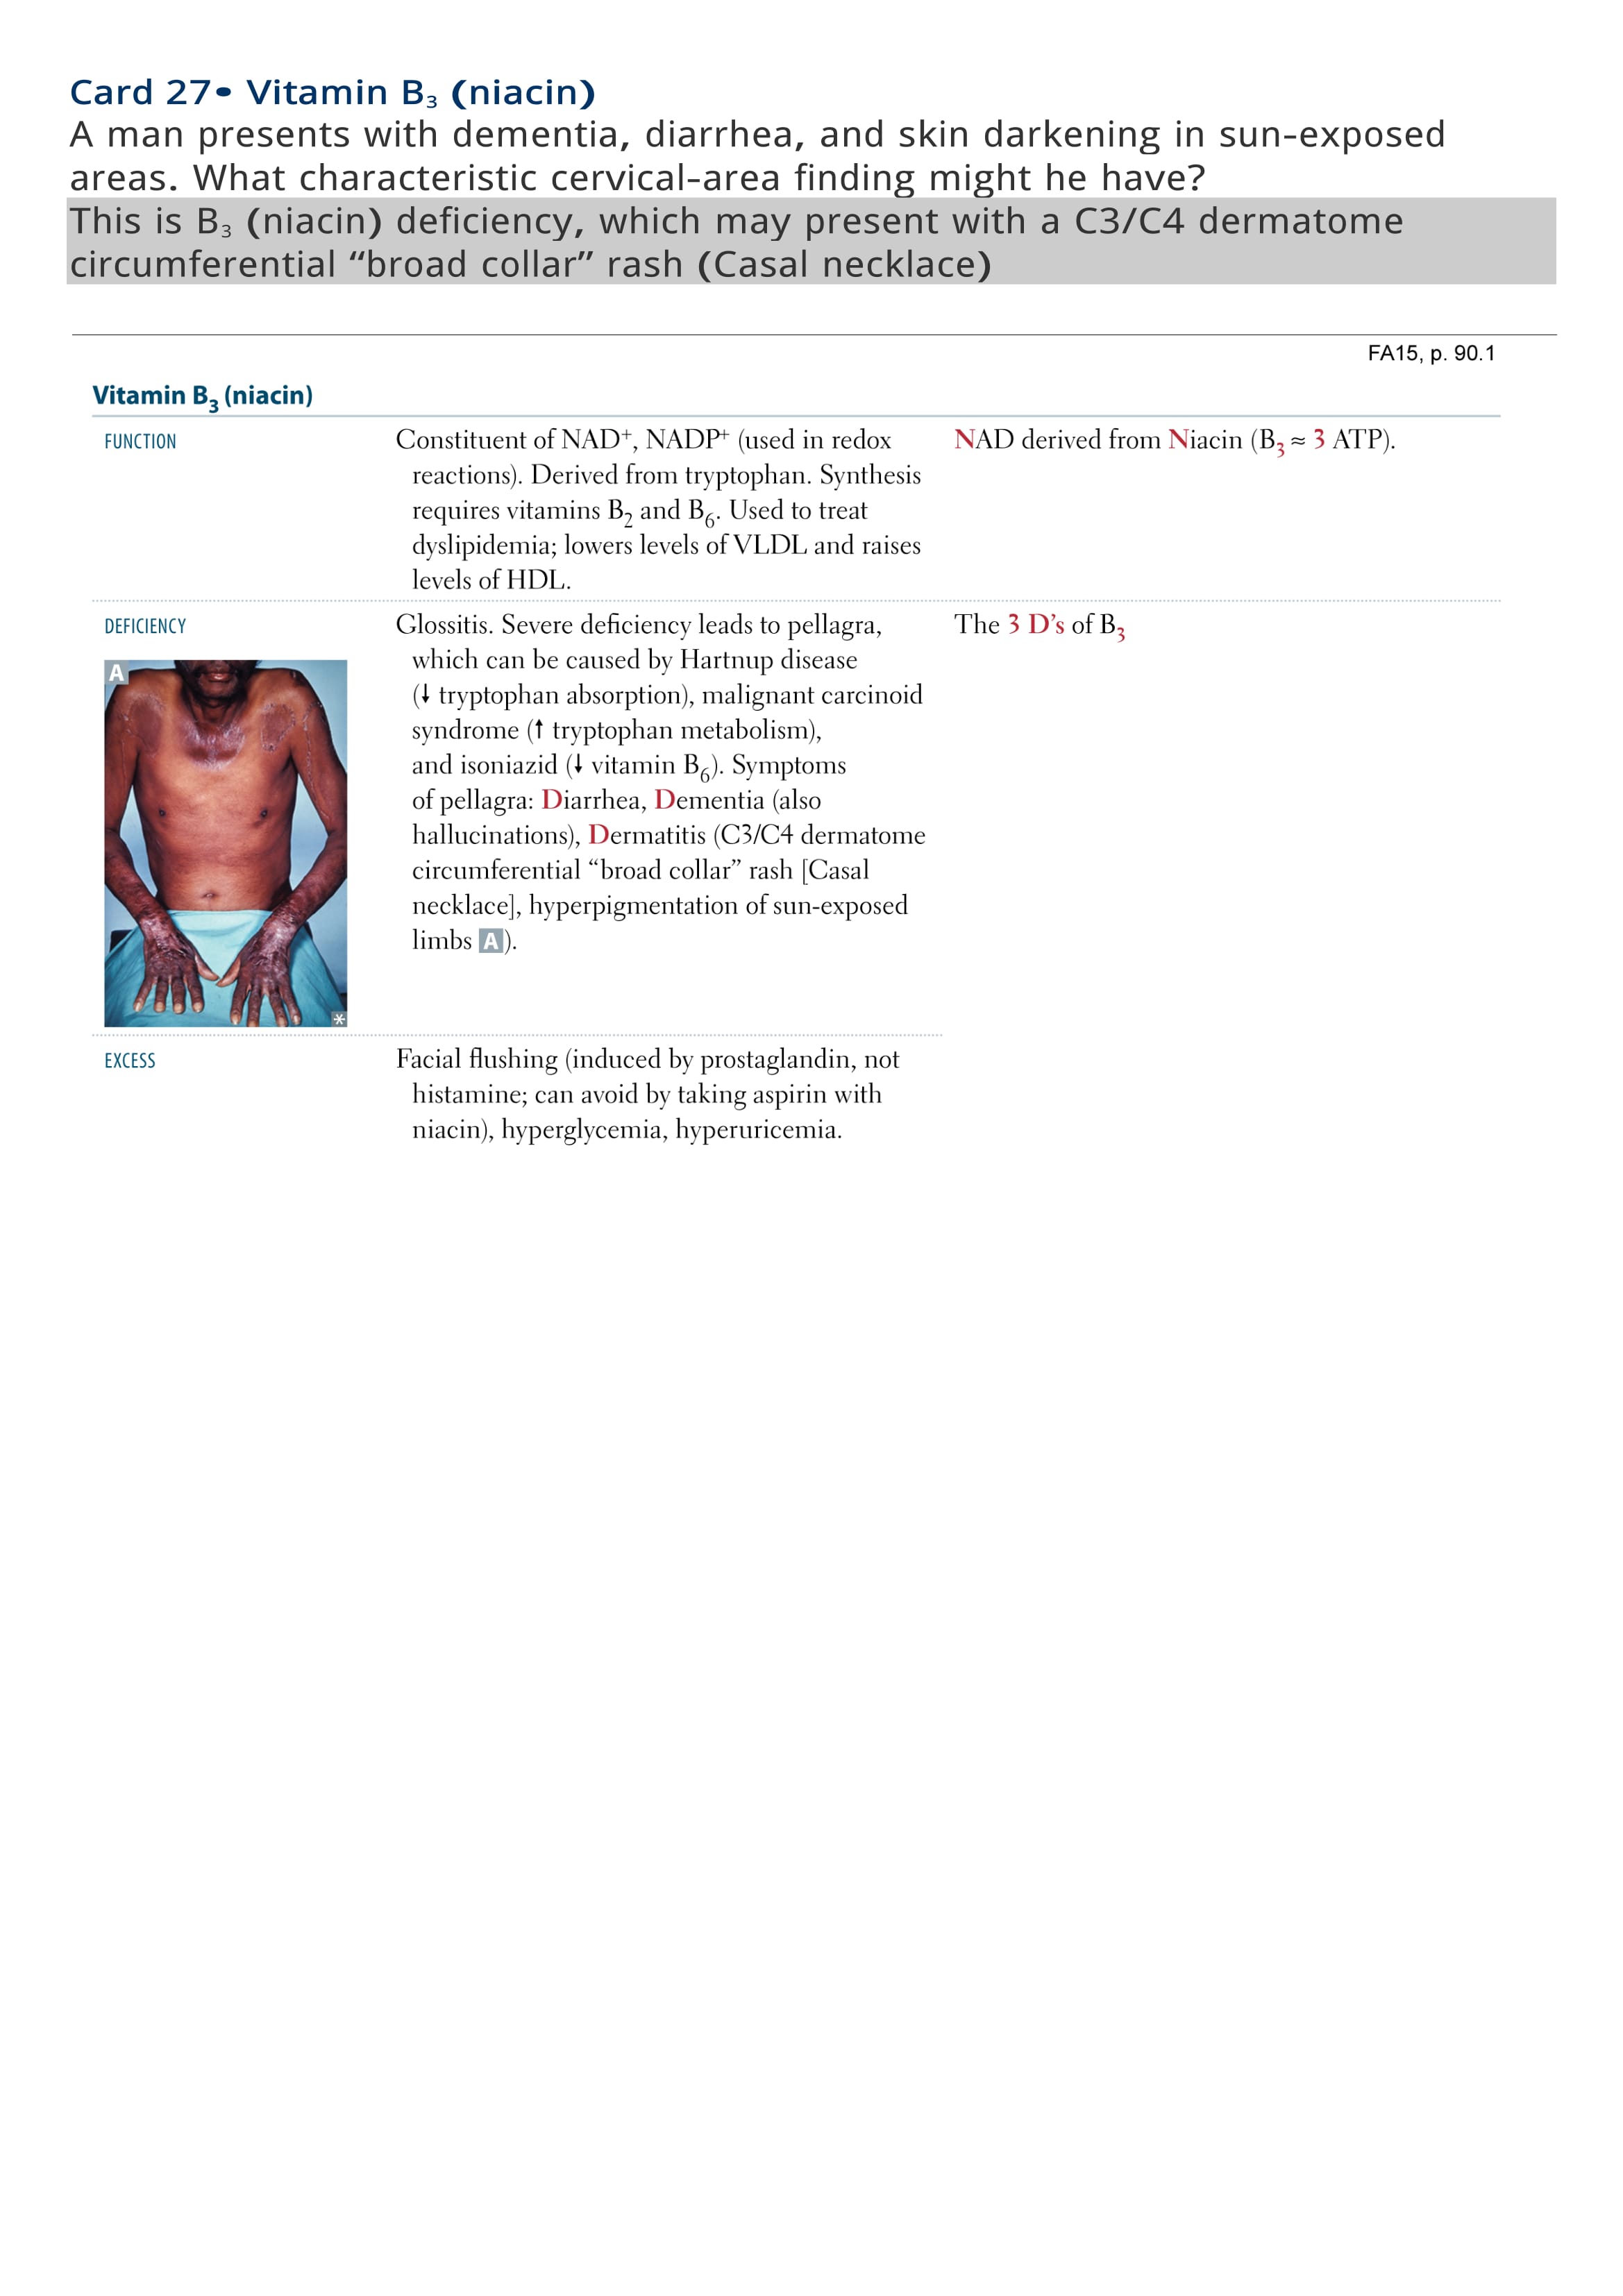 Card 27• Vitamin B₃ (niacin)
A man presents with dementia, diarrhea, and skin darkening in sun-exposed
areas. What characteristic cervical-area finding might he have?
This is B₃ (niacin) deficiency, which may present with a C3/C4 dermatome
circumferential “broad collar” rash (Casal necklace)
FA15, p. 90.1
Vitamin B₃ (niacin)
FUNCTION
Constituent of NAD⁺, NADP⁺ (used in redox
reactions). Derived from tryptophan. Synthesis
requires vitamins B₂ and B₆. Used to treat
dyslipidemia; lowers levels of VLDL and raises
levels of HDL.
NAD derived from Niacin (B₃ ≈ 3 ATP).
DEFICIENCY
A
*
Glossitis. Severe deficiency leads to pellagra,
which can be caused by Hartnup disease
(↓ tryptophan absorption), malignant carcinoid
syndrome (↑ tryptophan metabolism),
and isoniazid (↓ vitamin B₆). Symptoms
of pellagra: Diarrhea, Dementia (also
hallucinations), Dermatitis (C3/C4 dermatome
circumferential “broad collar” rash [Casal
necklace], hyperpigmentation of sun-exposed
limbs A).
The 3 D’s of B₃
EXCESS
Facial flushing (induced by prostaglandin, not
histamine; can avoid by taking aspirin with
niacin), hyperglycemia, hyperuricemia.